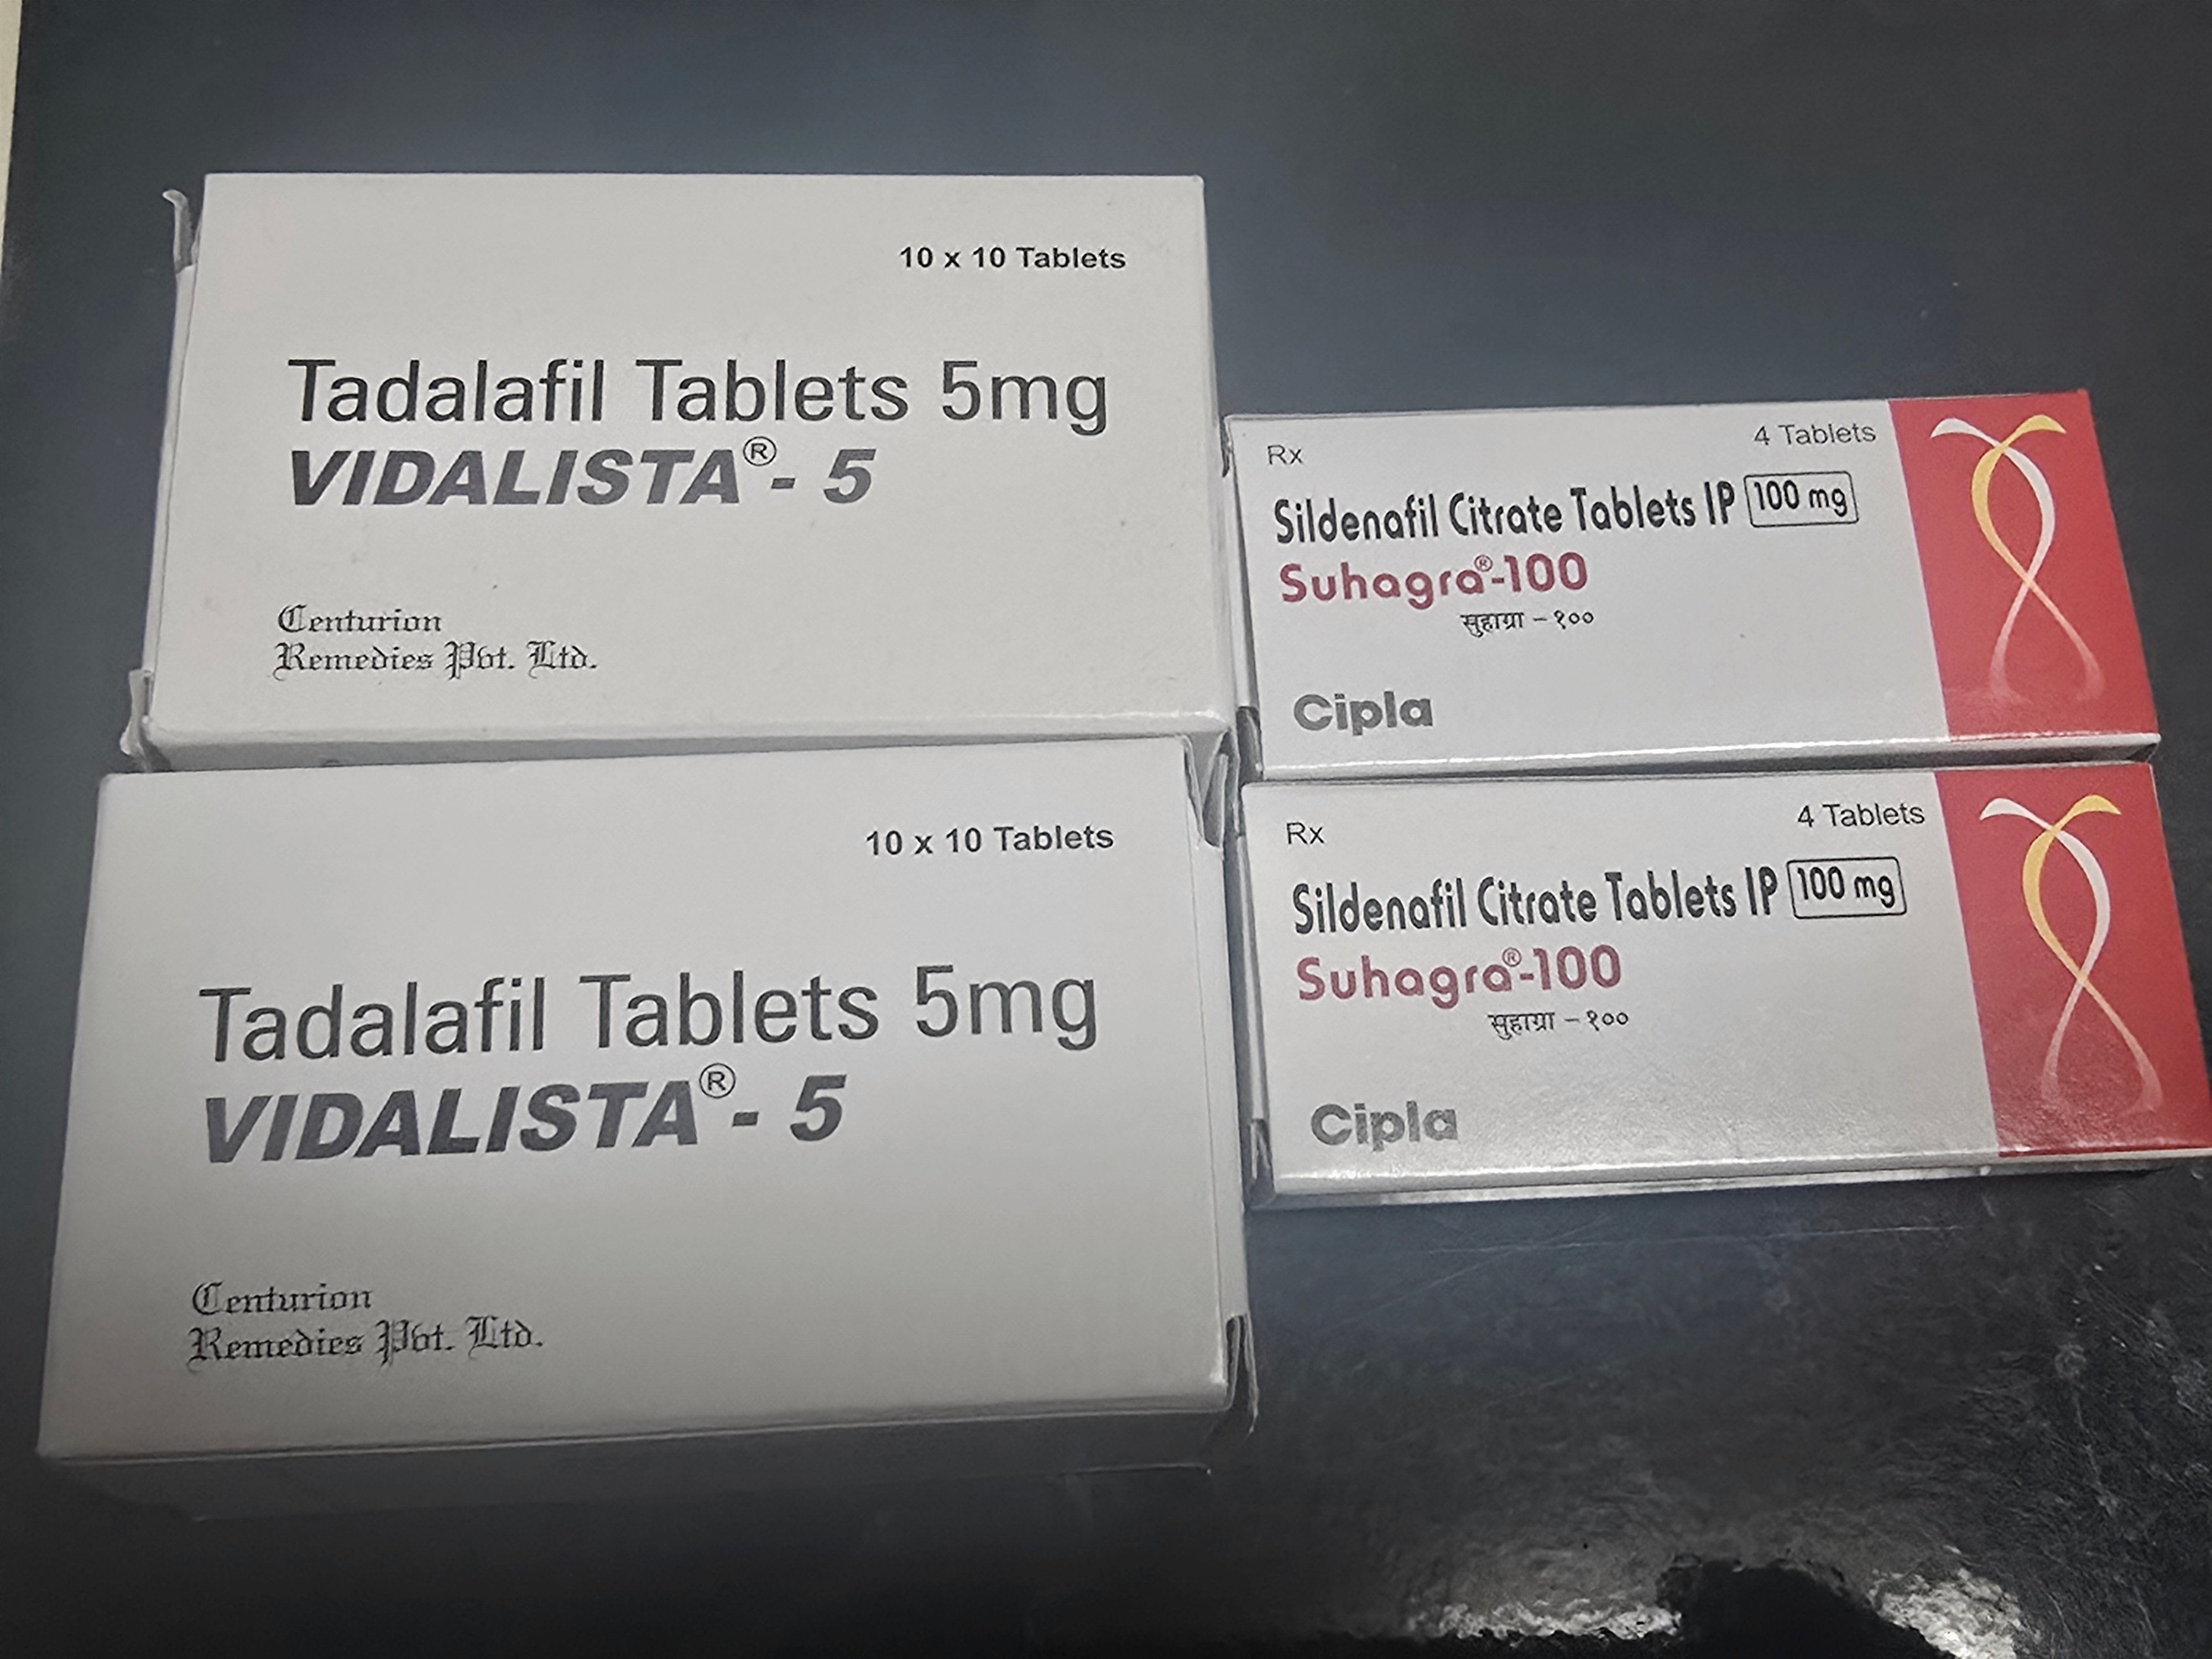 10 x 10 Tablets
Tadalafil Tablets 5mg
VIDALISTA®- 5
Centurion
Remedies Pvt. Ltd.
Rx
4 Tablets
Sildenafil Citrate Tablets IP 100 mg
Suhagra®-100
सुहाग्रा – १००
Cipla
10 x 10 Tablets
Tadalafil Tablets 5mg
VIDALISTA®- 5
Centurion
Remedies Pvt. Ltd.
Rx
4 Tablets
Sildenafil Citrate Tablets IP 100 mg
Suhagra®-100
सुहाग्रा – १००
Cipla